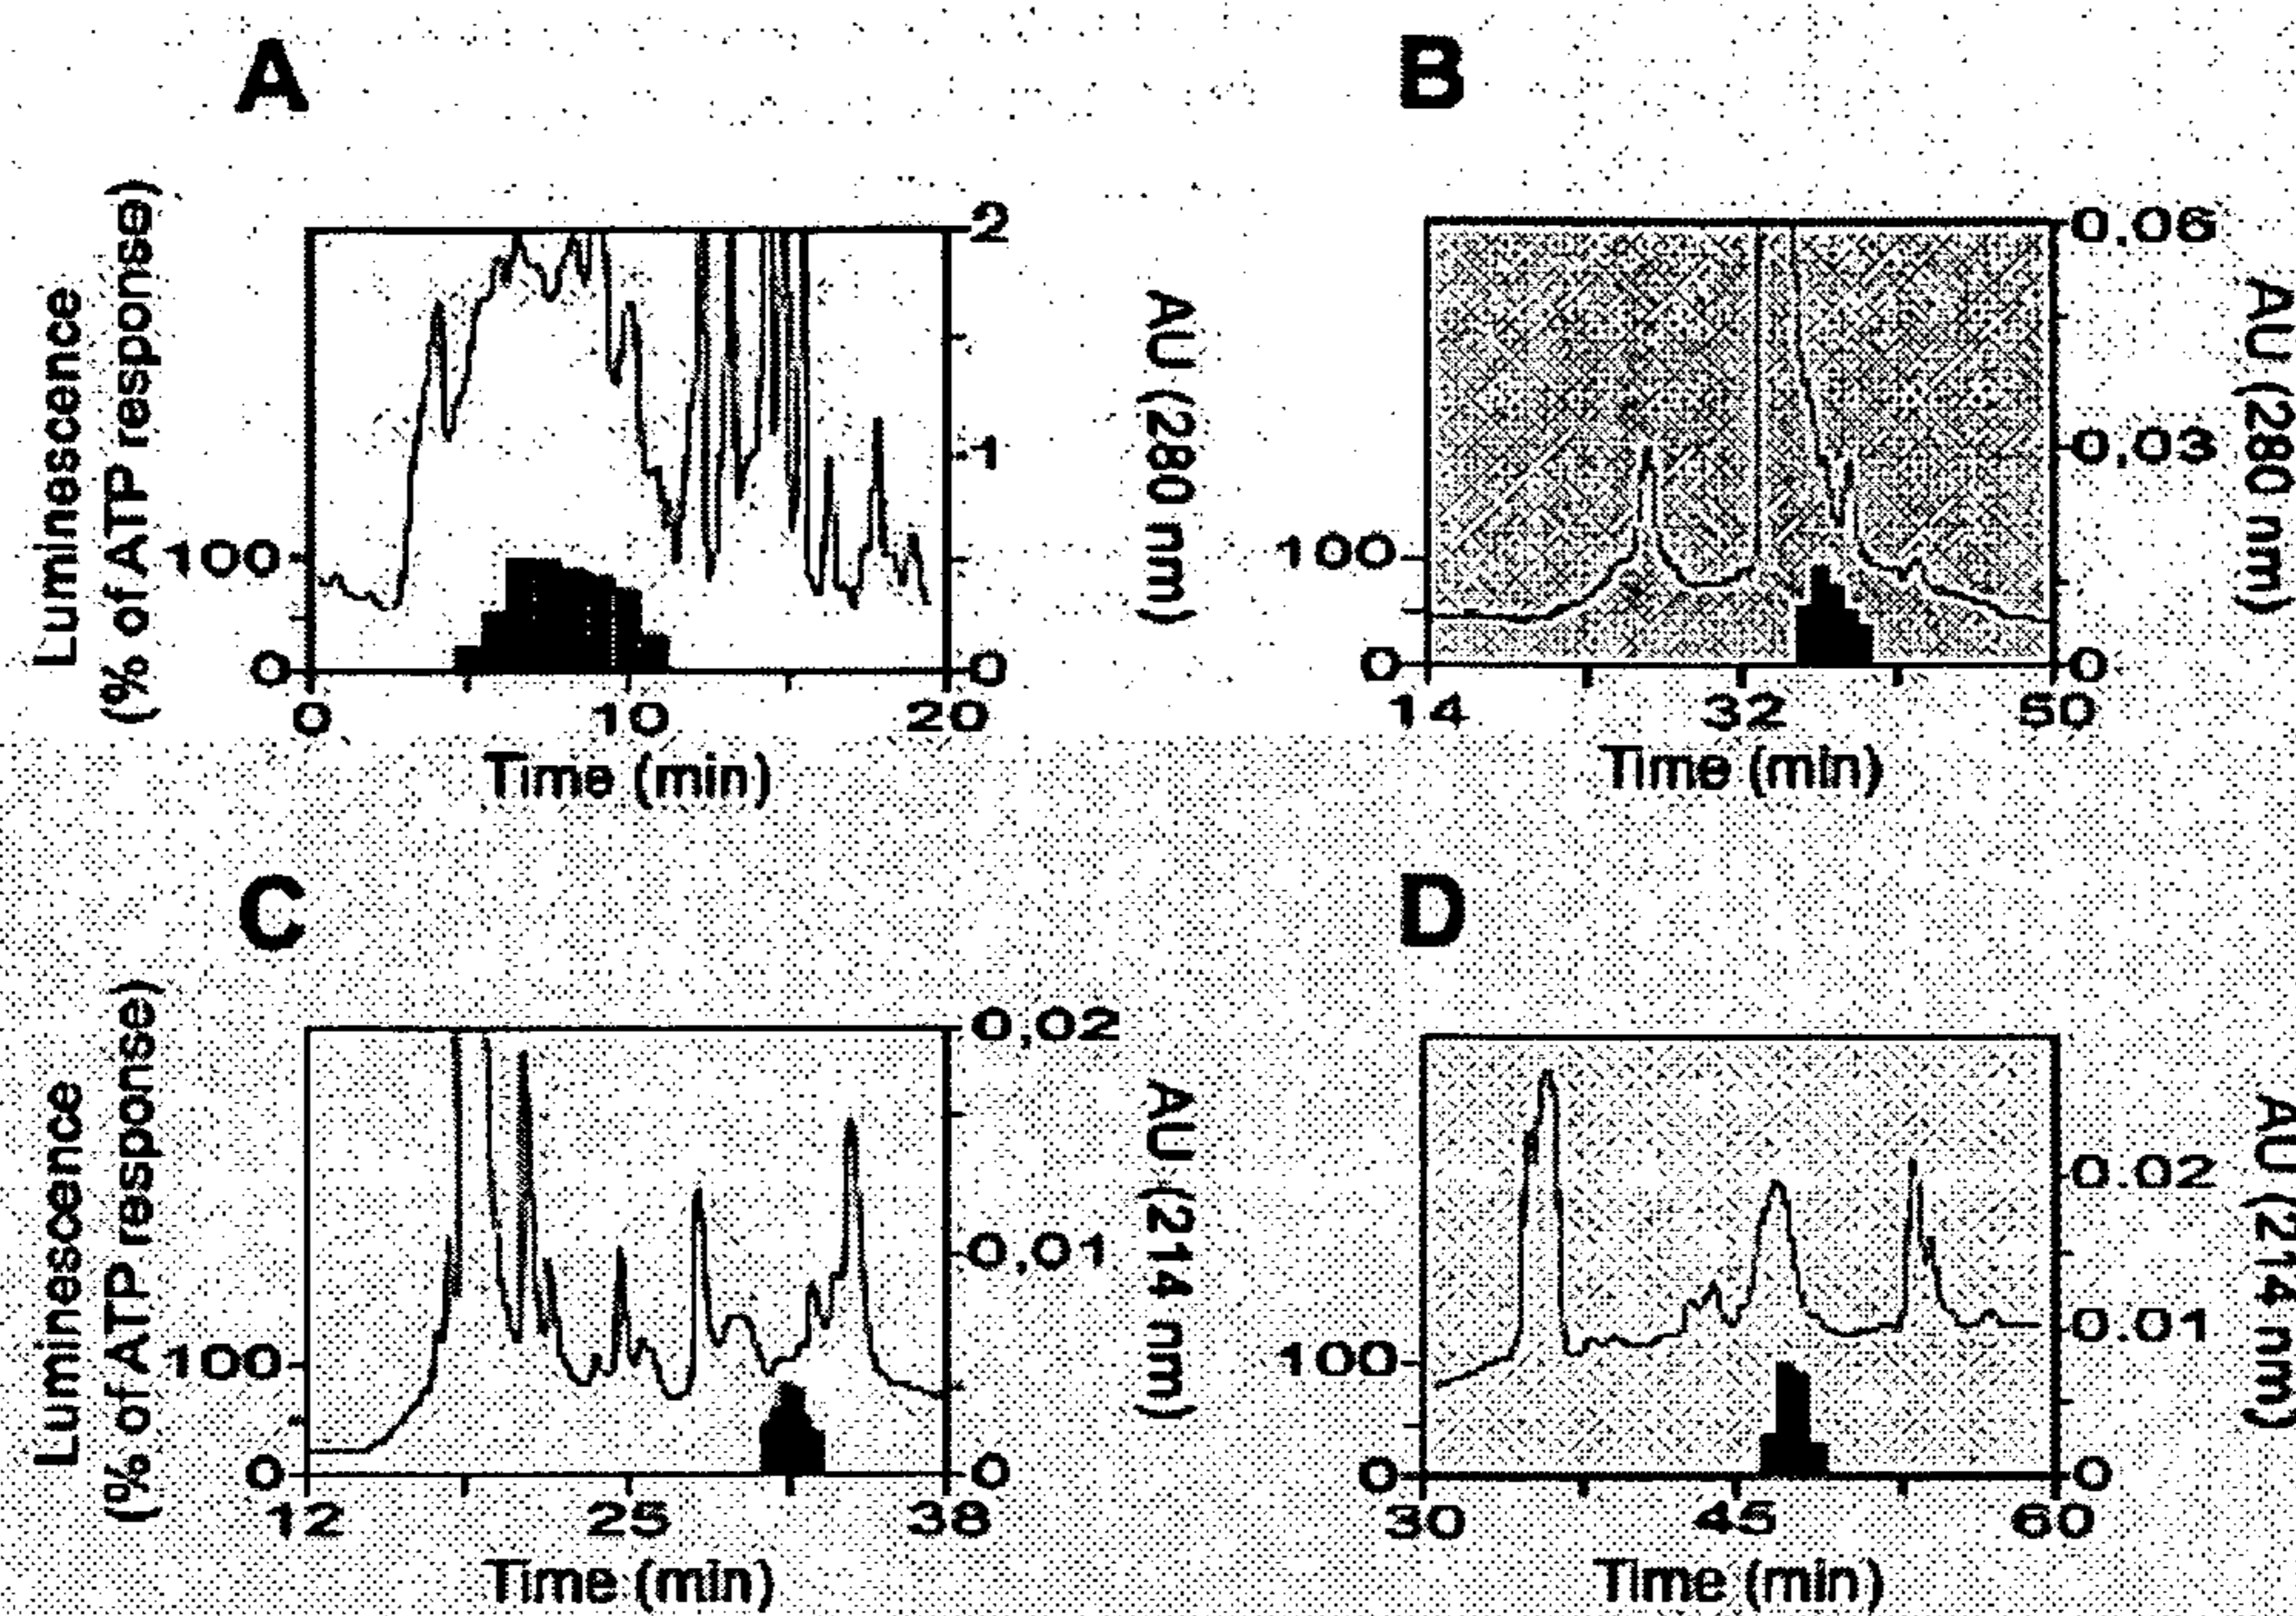 A
Luminescence
(% of ATP response)
100
0
2
1
0
AU (280 nm)
0
10
20
Time (min)
B
100
0
0,06
0,03
0
AU (280 nm)
14
32
50
Time (min)
C
Luminescence
(% of ATP response)
100
0
0,02
0,01
0
AU (214 nm)
12
25
38
Time (min)
D
100
0
0.02
0.01
0
AU (214 nm)
30
45
60
Time (min)